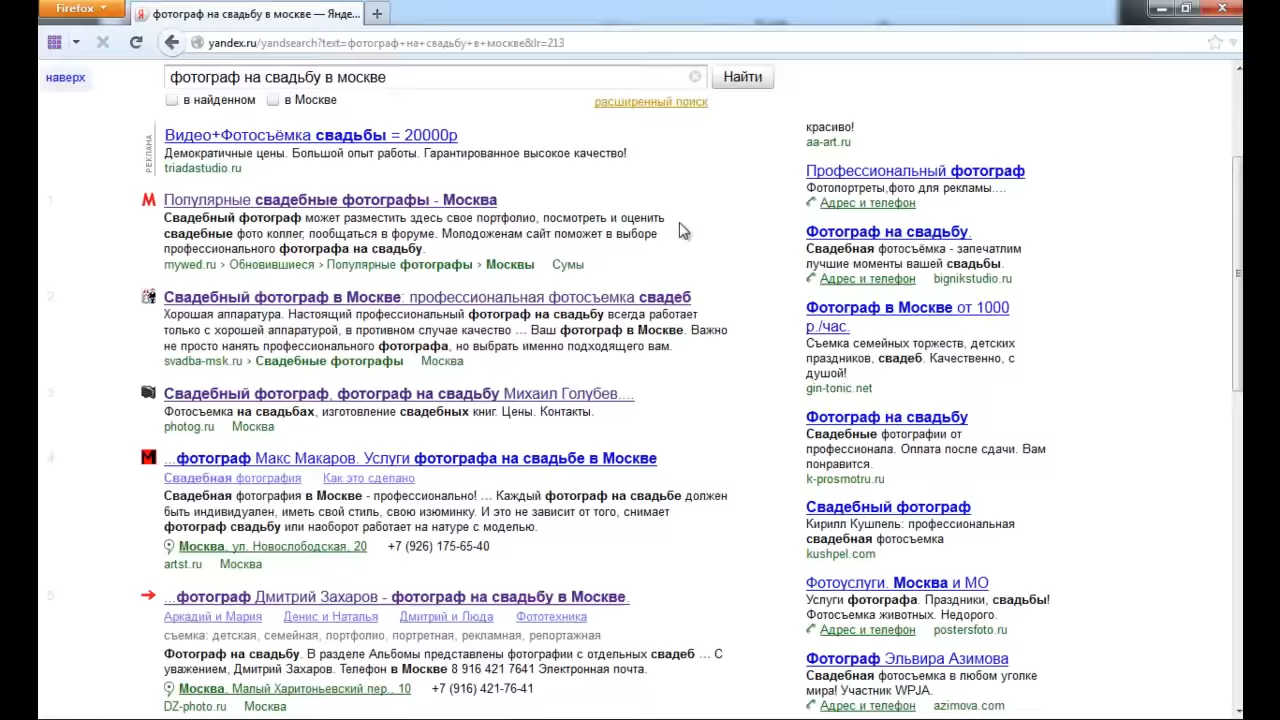 Firefox
фотограф на свадьбу в москве — Янде...
yandex.ru/yandsearch?text=фотограф+на+свадьбу+в+москве&lr=213
наверх
фотограф на свадьбу в москве
Найти
в найденном в Москве
расширенный поиск
РЕКЛАМА
Видео+Фотосъёмка свадьбы = 20000р
Демократичные цены. Большой опыт работы. Гарантированное высокое качество!
triadastudio.ru
1
Популярные свадебные фотографы - Москва
Свадебный фотограф может разместить здесь свое портфолио, посмотреть и оценить
свадебные фото коллег, пообщаться в форуме. Молодоженам сайт поможет в выборе
профессионального фотографа на свадьбу.
mywed.ru › Обновившиеся › Популярные фотографы › Москвы Сумы
2
Свадебный фотограф в Москве: профессиональная фотосъемка свадеб
Хорошая аппаратура. Настоящий профессиональный фотограф на свадьбу всегда работает
только с хорошей аппаратурой, в противном случае качество ... Ваш фотограф в Москве. Важно
не просто нанять профессионального фотографа, но выбрать именно подходящего вам.
svadba-msk.ru › Свадебные фотографы Москва
3
Свадебный фотограф, фотограф на свадьбу Михаил Голубев....
Фотосъемка на свадьбах, изготовление свадебных книг. Цены. Контакты.
photog.ru Москва
4
...фотограф Макс Макаров. Услуги фотографа на свадьбе в Москве
Свадебная фотография Как это сделано
Свадебная фотография в Москве - профессионально! ... Каждый фотограф на свадьбе должен
быть индивидуален, иметь свой стиль, свою изюминку. И это не зависит от того, снимает
фотограф свадьбу или наоборот работает на натуре с моделью.
Москва, ул. Новослободская, 20 +7 (926) 175-65-40
artst.ru Москва
5
...фотограф Дмитрий Захаров - фотограф на свадьбу в Москве.
Аркадий и Мария Денис и Наталья Дмитрий и Люда Фототехника
съемка: детская, семейная, портфолио, портретная, рекламная, репортажная
Фотограф на свадьбу. В разделе Альбомы представлены фотографии с отдельных свадеб ... С
уважением, Дмитрий Захаров. Телефон в Москве 8 916 421 7641 Электронная почта.
Москва, Малый Харитоньевский пер., 10 +7 (916) 421-76-41
DZ-photo.ru Москва
красиво!
aa-art.ru
Профессиональный фотограф
Фотопортреты,фото для рекламы....
Адрес и телефон
Фотограф на свадьбу.
Свадебная фотосъёмка - запечатлим
лучшие моменты вашей свадьбы.
Адрес и телефон bignikstudio.ru
Фотограф в Москве от 1000
р./час.
Съемка семейных торжеств, детских
праздников, свадеб. Качественно, с
душой!
gin-tonic.net
Фотограф на свадьбу
Свадебные фотографии от
профессионала. Оплата после сдачи. Вам
понравится.
k-prosmotru.ru
Свадебный фотограф
Кирилл Кушпель: профессиональная
свадебная фотосъемка
kushpel.com
Фотоуслуги. Москва и МО
Услуги фотографа. Праздники, свадьбы!
Фотосъемка животных. Недорого.
Адрес и телефон postersfoto.ru
Фотограф Эльвира Азимова
Свадебная фотосъемка в любом уголке
мира! Участник WPJA.
Адрес и телефон azimova.com